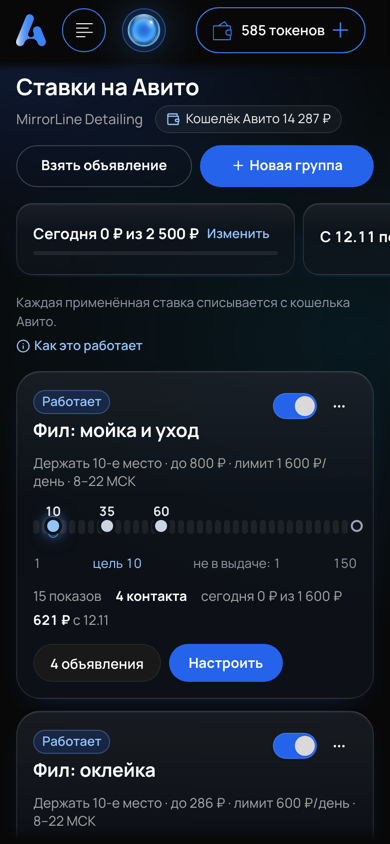 585 токенов
Ставки на Авито
MirrorLine Detailing
Кошелёк Авито 14 287 ₽
Взять объявление
+ Новая группа
Сегодня 0 ₽ из 2 500 ₽ Изменить
С 12.11
Каждая применённая ставка списывается с кошелька
Авито.
Как это работает
Работает
Фил: мойка и уход
Держать 10-е место · до 800 ₽ · лимит 1 600 ₽/
день · 8–22 МСК
10 35 60
1 цель 10 не в выдаче: 1 150
15 показов 4 контакта сегодня 0 ₽ из 1 600 ₽
621 ₽ с 12.11
4 объявления
Настроить
Работает
Фил: оклейка
Держать 10-е место · до 286 ₽ · лимит 600 ₽/день ·
8–22 МСК